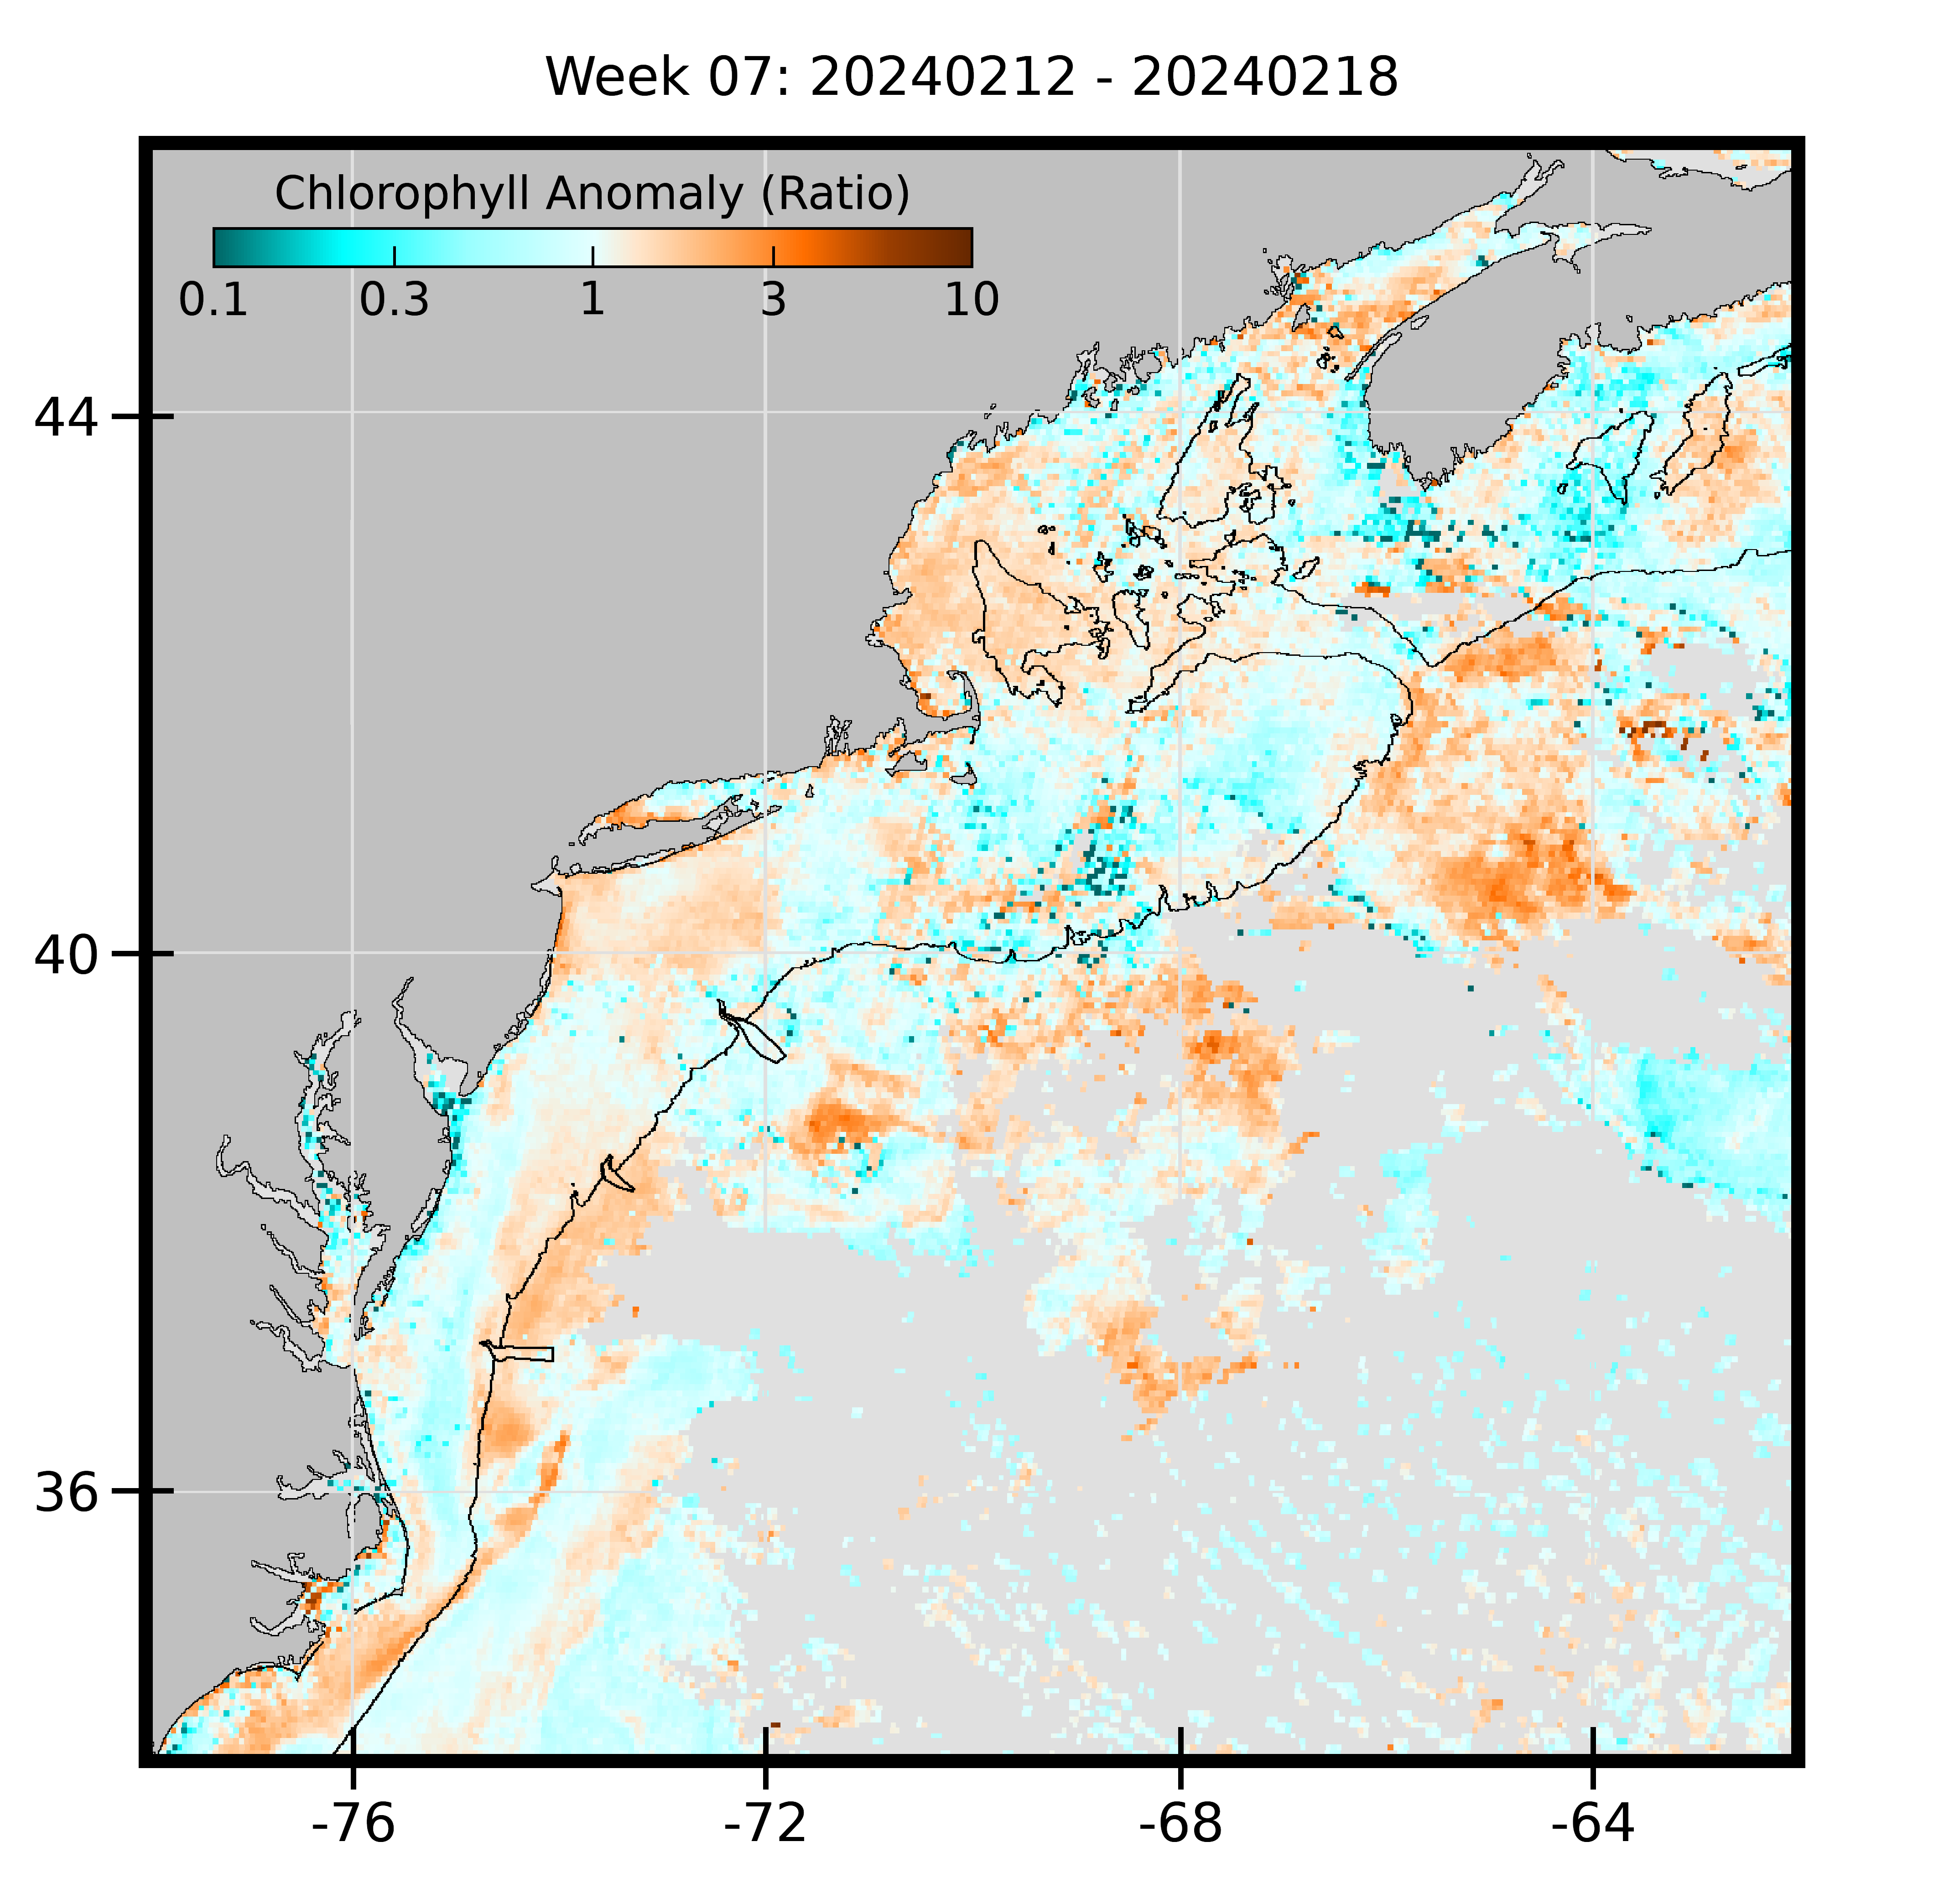 Week 07: 20240212 - 20240218
Chlorophyll Anomaly (Ratio)
0.1 0.3 1 3 10
44
40
36
-76 -72 -68 -64